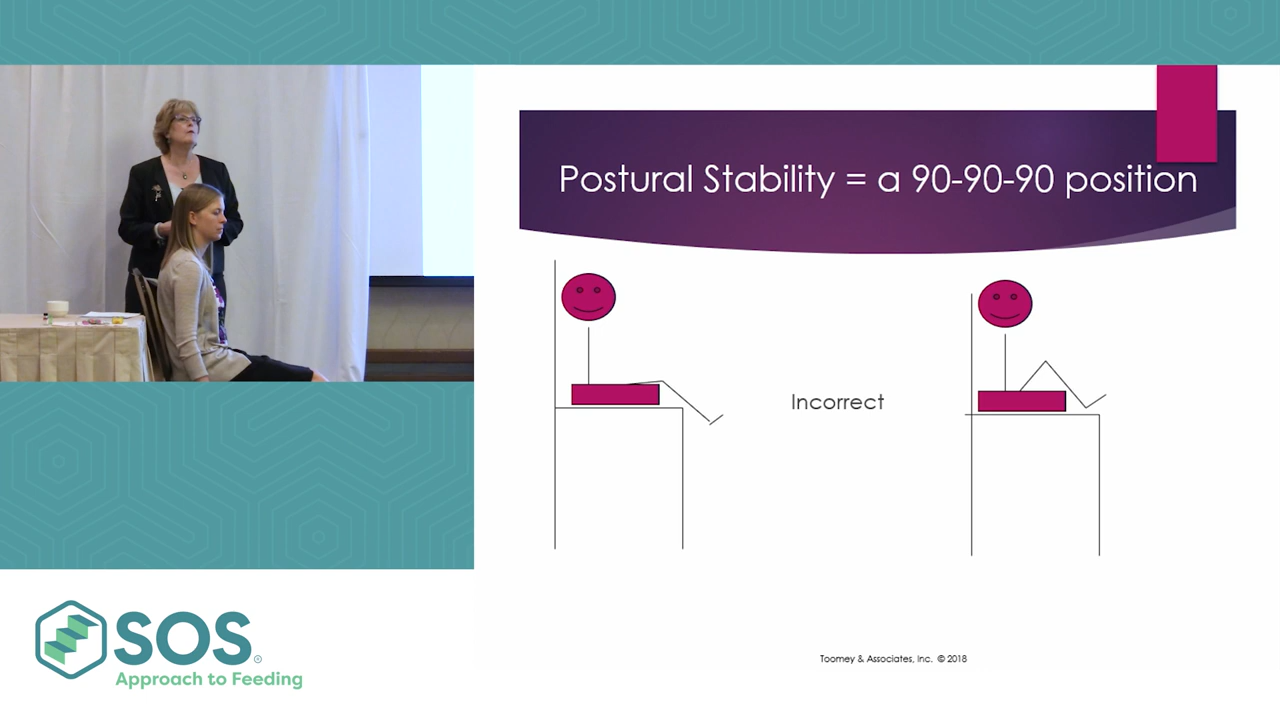 Postural Stability = a 90-90-90 position
Incorrect
Toomey & Associates, Inc. © 2018
SOS®
Approach to Feeding